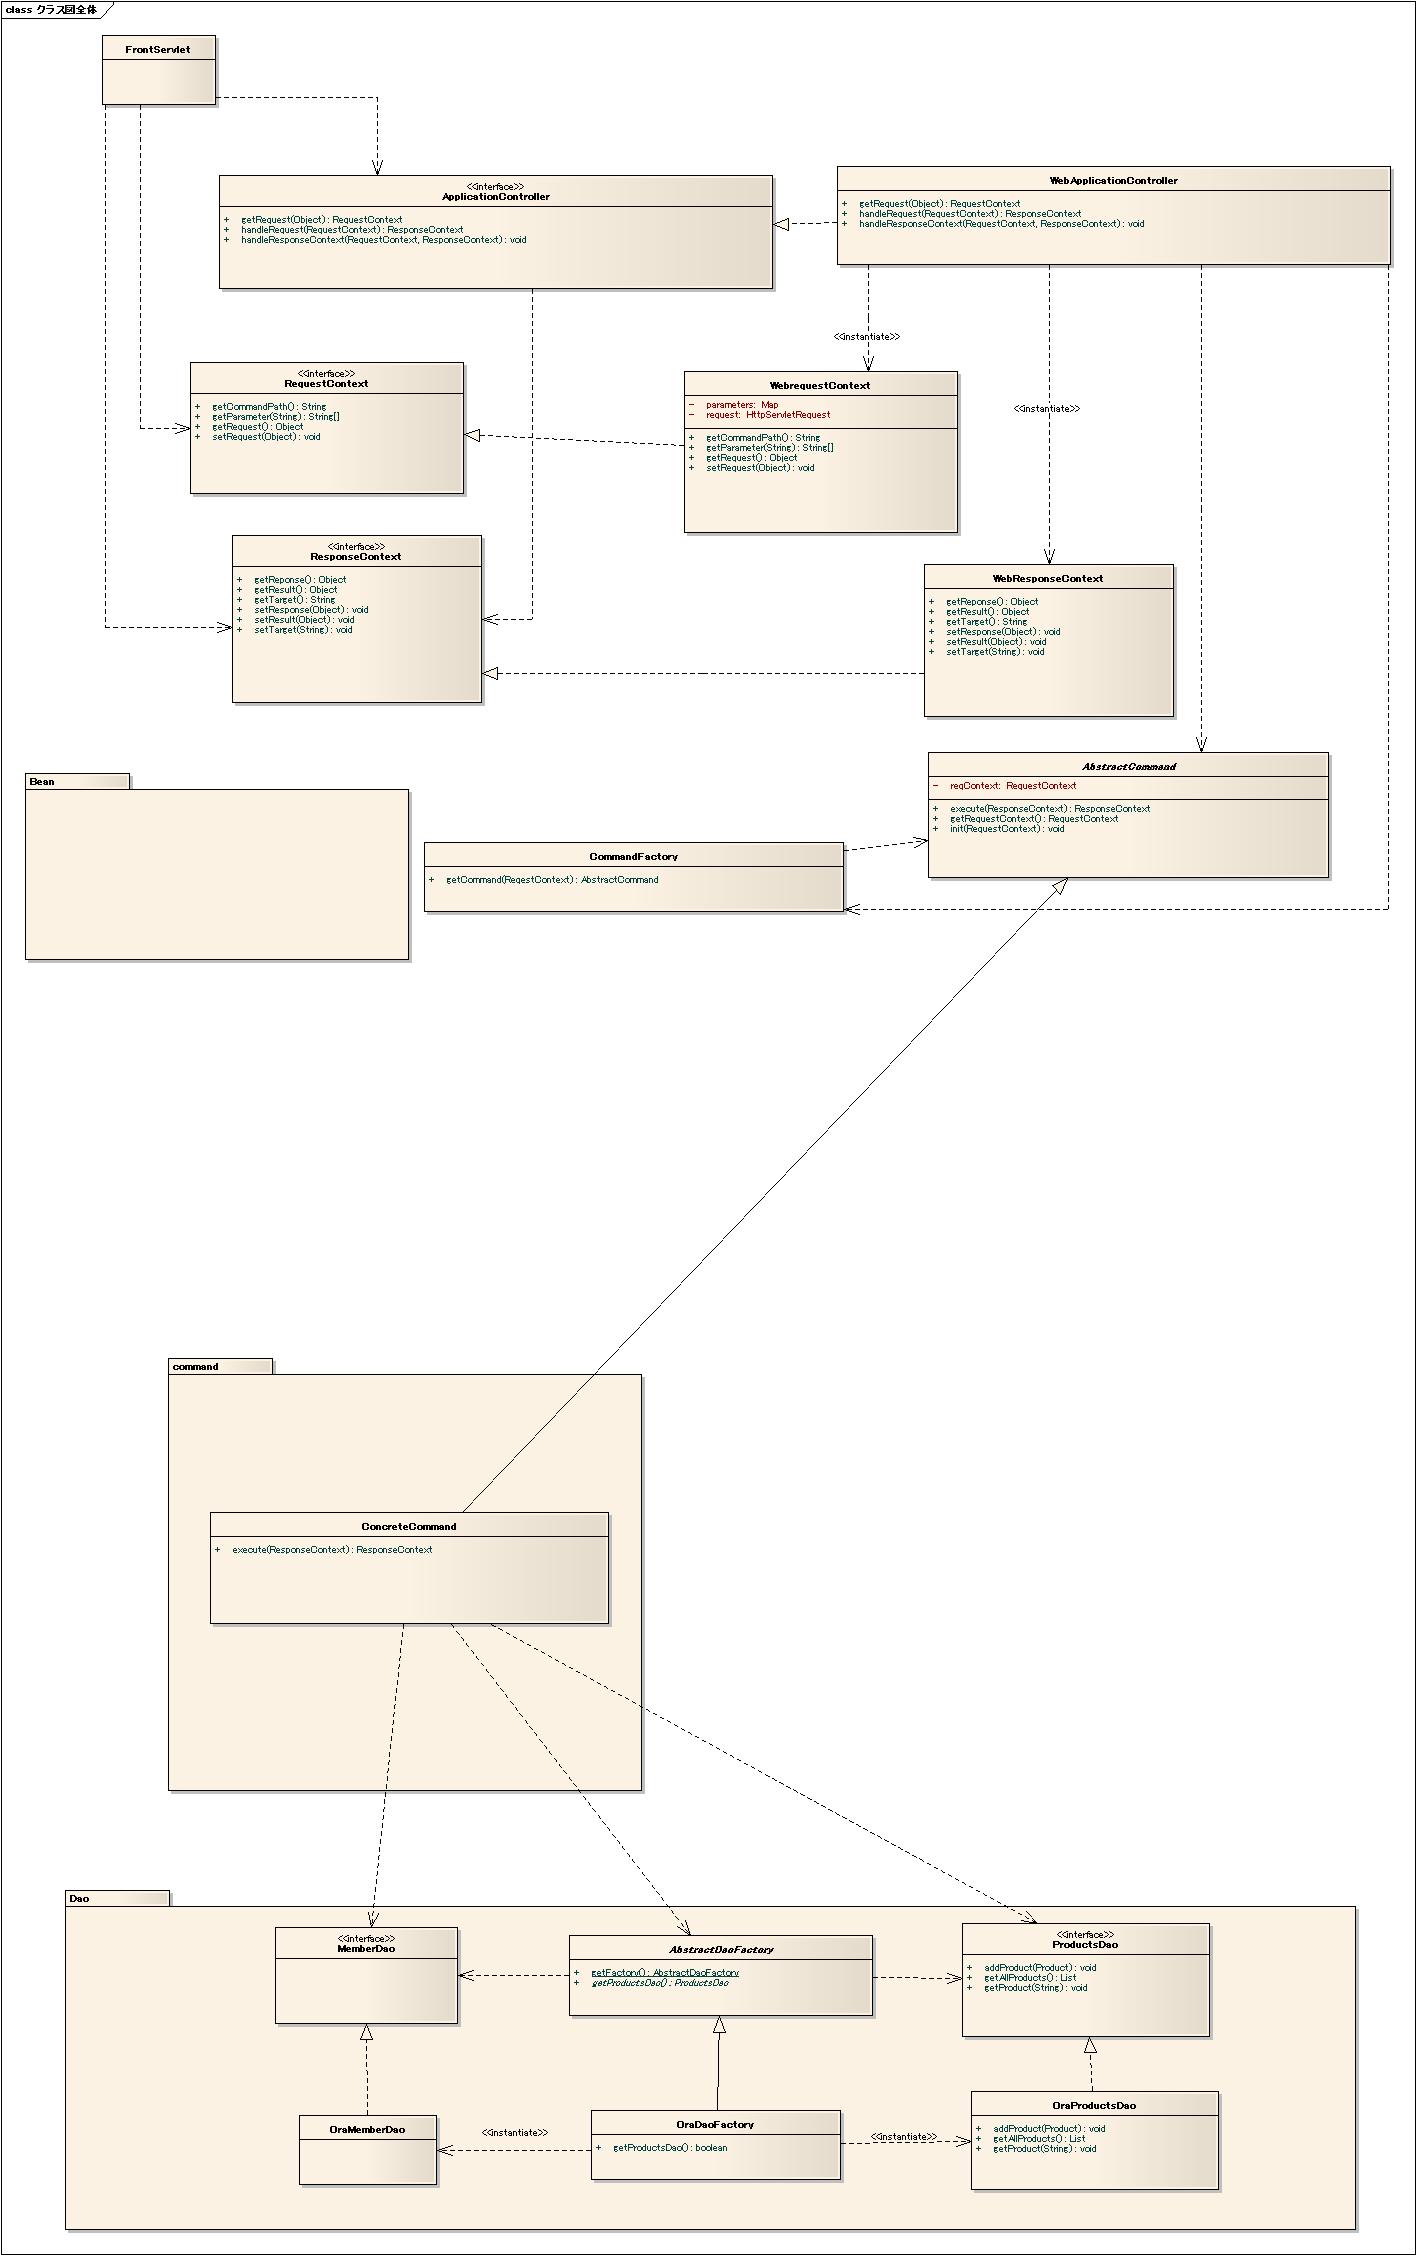 class クラス図全体
FrontServlet
<<interface>>
ApplicationController
+ getRequest(Object) : RequestContext
+ handleRequest(RequestContext) : ResponseContext
+ handleResponseContext(RequestContext, ResponseContext) : void
WebApplicationController
+ getRequest(Object) : RequestContext
+ handleRequest(RequestContext) : ResponseContext
+ handleResponseContext(RequestContext, ResponseContext) : void
<<instantiate>>
<<instantiate>>
<<interface>>
RequestContext
+ getCommandPath() : String
+ getParameter(String) : String[]
+ getRequest() : Object
+ setRequest(Object) : void
WebrequestContext
- parameters: Map
- request: HttpServletRequest
+ getCommandPath() : String
+ getParameter(String) : String[]
+ getRequest() : Object
+ setRequest(Object) : void
<<interface>>
ResponseContext
+ getReponse() : Object
+ getResult() : Object
+ getTarget() : String
+ setResponse(Object) : void
+ setResult(Object) : void
+ setTarget(String) : void
WebResponseContext
+ getReponse() : Object
+ getResult() : Object
+ getTarget() : String
+ setResponse(Object) : void
+ setResult(Object) : void
+ setTarget(String) : void
Bean
AbstractCommand
- reqContext: RequestContext
+ execute(ResponseContext) : ResponseContext
+ getRequestContext() : RequestContext
+ init(RequestContext) : void
CommandFactory
+ getCommand(ReqestContext) : AbstractCommand
command
ConcreteCommand
+ execute(ResponseContext) : ResponseContext
Dao
<<interface>>
MemberDao
AbstractDaoFactory
+ getFactory() : AbstractDaoFactory
+ getProductsDao() : ProductsDao
<<interface>>
ProductsDao
+ addProduct(Product) : void
+ getAllProducts() : List
+ getProduct(String) : void
OraMemberDao
<<instantiate>>
OraDaoFactory
+ getProductsDao() : boolean
<<instantiate>>
OraProductsDao
+ addProduct(Product) : void
+ getAllProducts() : List
+ getProduct(String) : void